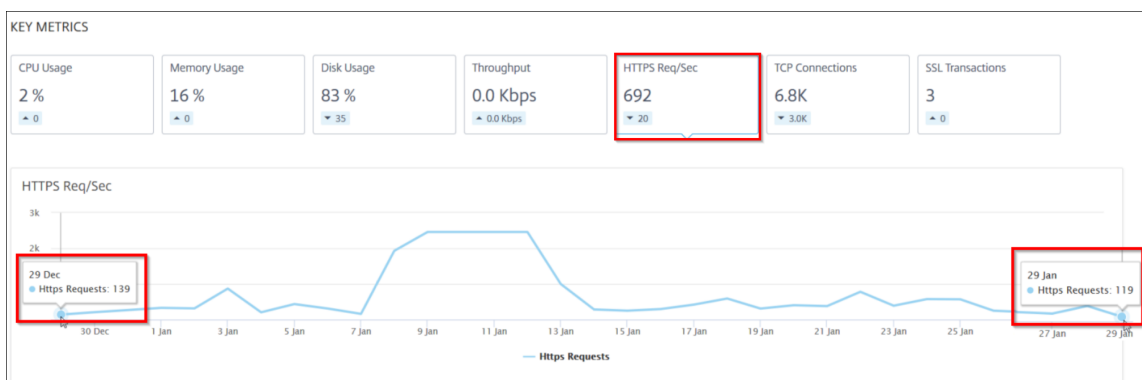 KEY METRICS
CPU Usage
2 %
▲ 0
Memory Usage
16 %
▲ 0
Disk Usage
83 %
▼ 35
Throughput
0.0 Kbps
▲ 0.0 Kbps
HTTPS Req/Sec
692
▼ 20
TCP Connections
6.8K
▼ 3.0K
SSL Transactions
3
▲ 0
HTTPS Req/Sec
3k
2k
29 Dec
Https Requests: 139
29 Jan
Https Requests: 119
30 Dec 1 Jan 3 Jan 5 Jan 7 Jan 9 Jan 11 Jan 13 Jan 15 Jan 17 Jan 19 Jan 21 Jan 23 Jan 25 Jan 27 Jan 29 Jan
Https Requests